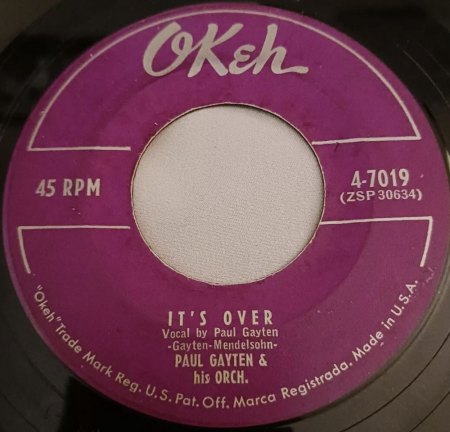 OKeh
45 RPM
4-7019
(ZSP 30634)
IT'S OVER
Vocal by Paul Gayten
-Gayten-Mendelsohn-
PAUL GAYTEN &
his ORCH.
"Okeh" Trade Mark Reg. U.S. Pat. Off. Marca Registrada. Made in U.S.A.